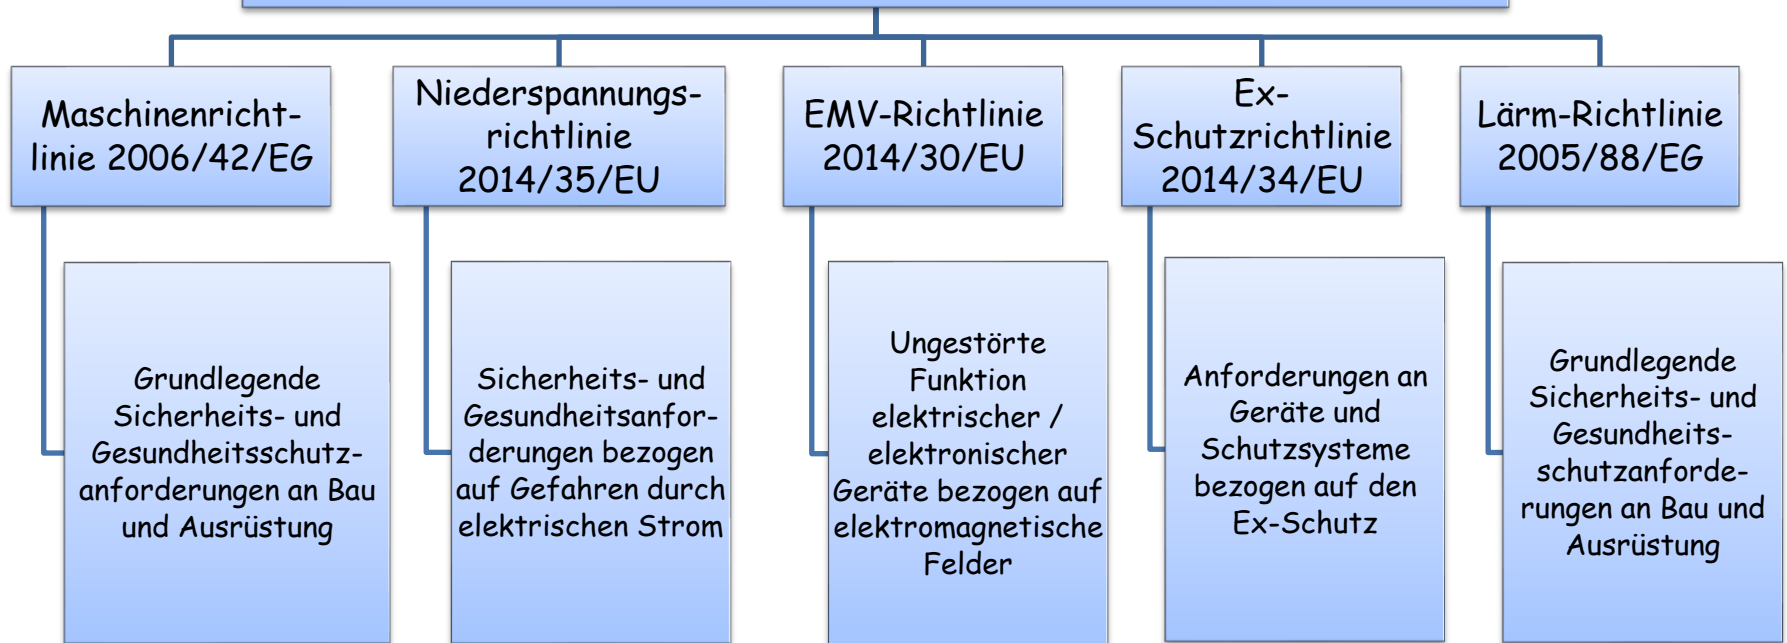 Maschinenricht-
linie 2006/42/EG
Niederspannungs-
richtlinie
2014/35/EU
EMV-Richtlinie
2014/30/EU
Ex-
Schutzrichtlinie
2014/34/EU
Lärm-Richtlinie
2005/88/EG
Grundlegende
Sicherheits- und
Gesundheitsschutz-
anforderungen an Bau
und Ausrüstung
Sicherheits- und
Gesundheitsanfor-
derungen bezogen
auf Gefahren durch
elektrischen Strom
Ungestörte
Funktion
elektrischer /
elektronischer
Geräte bezogen auf
elektromagnetische
Felder
Anforderungen an
Geräte und
Schutzsysteme
bezogen auf den
Ex-Schutz
Grundlegende
Sicherheits- und
Gesundheits-
schutzanforde-
rungen an Bau und
Ausrüstung